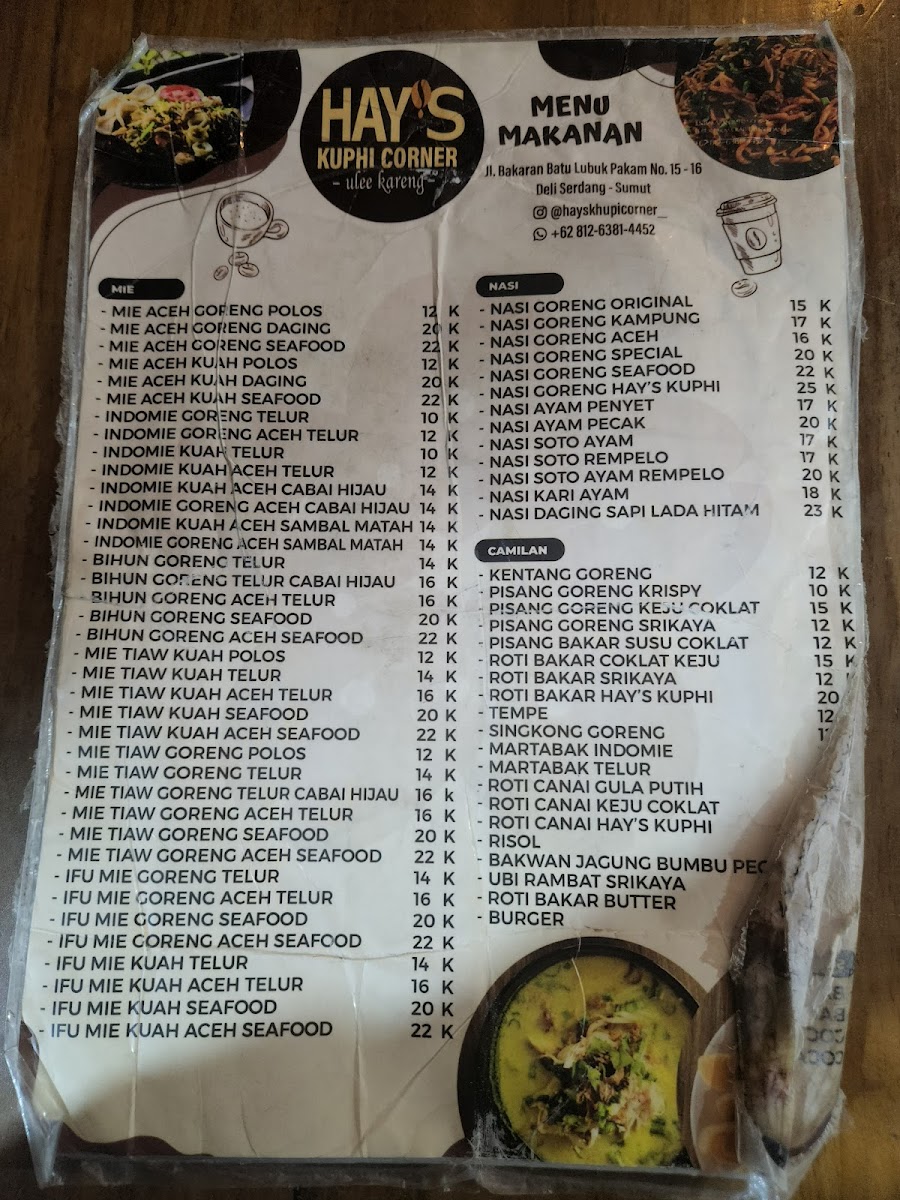 HAY'S
KUPHI CORNER
- ulee kareng -
MENU
MAKANAN
Jl. Bakaran Batu Lubuk Pakam No. 15 - 16
Deli Serdang - Sumut
@hayskhupicorner_
+62 812-6381-4452
MIE
- MIE ACEH GORENG POLOS 12 K
- MIE ACEH GORENG DAGING 20 K
- MIE ACEH GORENG SEAFOOD 22 K
- MIE ACEH KUAH POLOS 12 K
- MIE ACEH KUAH DAGING 20 K
- MIE ACEH KUAH SEAFOOD 22 K
- INDOMIE GORENG TELUR 10 K
- INDOMIE GORENG ACEH TELUR 12 K
- INDOMIE KUAH TELUR 10 K
- INDOMIE KUAH ACEH TELUR 12 K
- INDOMIE KUAH ACEH CABAI HIJAU 14 K
- INDOMIE GORENG ACEH CABAI HIJAU 14 K
- INDOMIE KUAH ACEH SAMBAL MATAH 14 K
- INDOMIE GORENG ACEH SAMBAL MATAH 14 K
- BIHUN GORENG TELUR 14 K
- BIHUN GORENG TELUR CABAI HIJAU 16 K
- BIHUN GORENG ACEH TELUR 16 K
- BIHUN GORENG SEAFOOD 20 K
- BIHUN GORENG ACEH SEAFOOD 22 K
- MIE TIAW KUAH POLOS 12 K
- MIE TIAW KUAH TELUR 14 K
- MIE TIAW KUAH ACEH TELUR 16 K
- MIE TIAW KUAH SEAFOOD 20 K
- MIE TIAW KUAH ACEH SEAFOOD 22 K
- MIE TIAW GORENG POLOS 12 K
- MIE TIAW GORENG TELUR 14 K
- MIE TIAW GORENG TELUR CABAI HIJAU 16 k
- MIE TIAW GORENG ACEH TELUR 16 K
- MIE TIAW GORENG SEAFOOD 20 K
- MIE TIAW GORENG ACEH SEAFOOD 22 K
- IFU MIE GORENG TELUR 14 K
- IFU MIE GORENG ACEH TELUR 16 K
- IFU MIE GORENG SEAFOOD 20 K
- IFU MIE GORENG ACEH SEAFOOD 22 K
- IFU MIE KUAH TELUR 14 K
- IFU MIE KUAH ACEH TELUR 16 K
- IFU MIE KUAH SEAFOOD 20 K
- IFU MIE KUAH ACEH SEAFOOD 22 K
NASI
- NASI GORENG ORIGINAL 15 K
- NASI GORENG KAMPUNG 17 K
- NASI GORENG ACEH 16 K
- NASI GORENG SPECIAL 20 K
- NASI GORENG SEAFOOD 22 K
- NASI GORENG HAY'S KUPHI 25 K
- NASI AYAM PENYET 17 K
- NASI AYAM PECAK 20 K
- NASI SOTO AYAM 17 K
- NASI SOTO REMPELO 17 K
- NASI SOTO AYAM REMPELO 20 K
- NASI KARI AYAM 18 K
- NASI DAGING SAPI LADA HITAM 23 K
CAMILAN
- KENTANG GORENG 12 K
- PISANG GORENG KRISPY 10 K
- PISANG GORENG KEJU COKLAT 15 K
- PISANG GORENG SRIKAYA 12 K
- PISANG BAKAR SUSU COKLAT 12 K
- ROTI BAKAR COKLAT KEJU 15 K
- ROTI BAKAR SRIKAYA 12
- ROTI BAKAR HAY'S KUPHI 20
- TEMPE 12
- SINGKONG GORENG
- MARTABAK INDOMIE
- MARTABAK TELUR
- ROTI CANAI GULA PUTIH
- ROTI CANAI KEJU COKLAT
- ROTI CANAI HAY'S KUPHI
- RISOL
- BAKWAN JAGUNG BUMBU
- UBI RAMBAT SRIKAYA
- ROTI BAKAR BUTTER
- BURGER